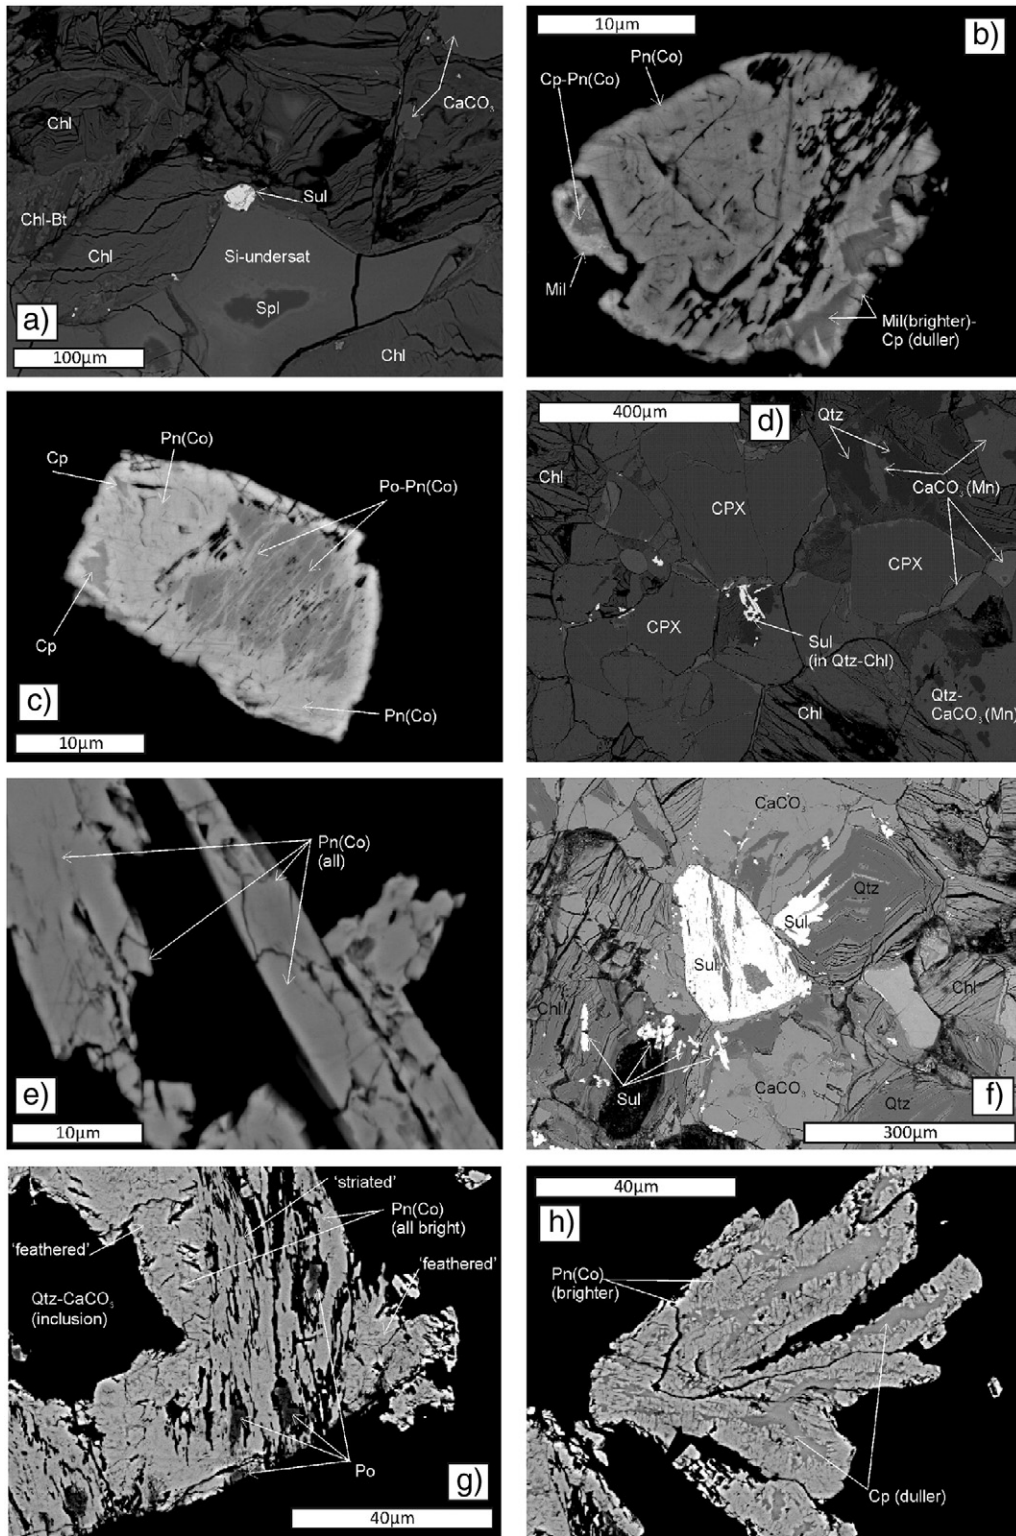 a)
CaCO₃
Chl
Sul
Chl-Bt
Chl
Si-undersat
Spl
Chl
100µm
b)
10µm
Pn(Co)
Cp-Pn(Co)
Mil
Mil(brighter)-
Cp (duller)
c)
Pn(Co)
Cp
Po-Pn(Co)
Cp
Pn(Co)
10µm
d)
400µm
Qtz
Chl
CPX
CaCO₃(Mn)
CPX
CPX
Sul
(in Qtz-Chl)
Chl
Qtz-
CaCO₃(Mn)
e)
Pn(Co)
(all)
10µm
f)
CaCO₃
Qtz
Sul
Sul
Chl
Chl
Sul
CaCO₃
Qtz
300µm
g)
'striated'
Pn(Co)
(all bright)
'feathered'
'feathered'
Qtz-CaCO₃
(inclusion)
Po
40µm
h)
40µm
Pn(Co)
(brighter)
Cp (duller)